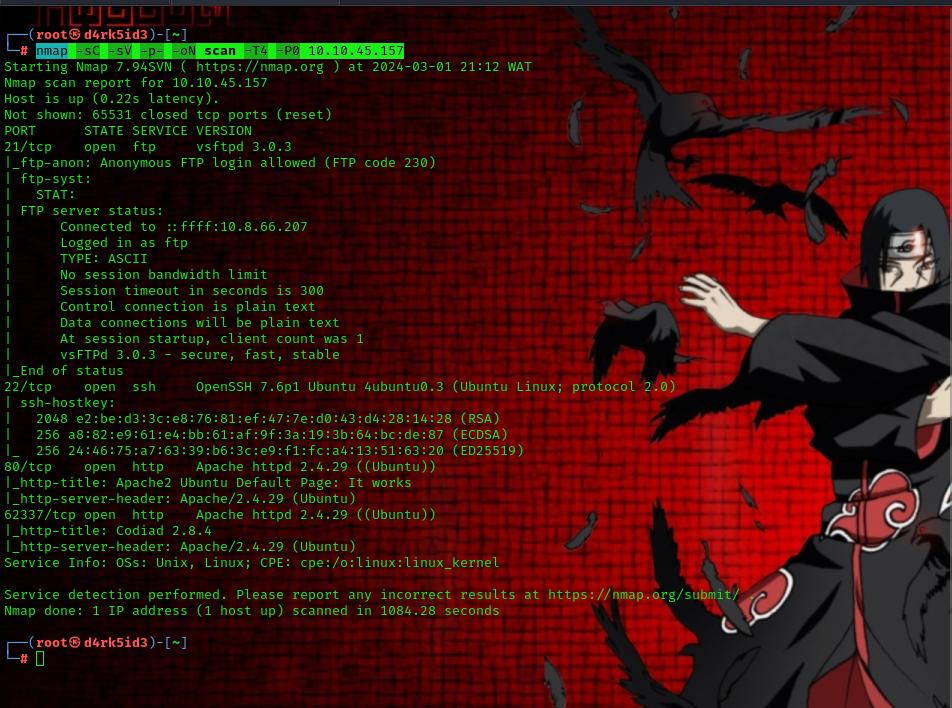 ┌──(root㉿d4rk5id3)-[~]
└─# nmap -sC -sV -p- -oN scan -T4 -P0 10.10.45.157
Starting Nmap 7.94SVN ( https://nmap.org ) at 2024-03-01 21:12 WAT
Nmap scan report for 10.10.45.157
Host is up (0.22s latency).
Not shown: 65531 closed tcp ports (reset)
PORT      STATE SERVICE VERSION
21/tcp    open  ftp     vsftpd 3.0.3
|_ftp-anon: Anonymous FTP login allowed (FTP code 230)
| ftp-syst:
|   STAT:
| FTP server status:
|      Connected to ::ffff:10.8.66.207
|      Logged in as ftp
|      TYPE: ASCII
|      No session bandwidth limit
|      Session timeout in seconds is 300
|      Control connection is plain text
|      Data connections will be plain text
|      At session startup, client count was 1
|      vsFTPd 3.0.3 - secure, fast, stable
|_End of status
22/tcp    open  ssh     OpenSSH 7.6p1 Ubuntu 4ubuntu0.3 (Ubuntu Linux; protocol 2.0)
| ssh-hostkey:
|   2048 e2:be:d3:3c:e8:76:81:ef:47:7e:d0:43:d4:28:14:28 (RSA)
|   256 a8:82:e9:61:e4:bb:61:af:9f:3a:19:3b:64:bc:de:87 (ECDSA)
|_  256 24:46:75:a7:63:39:b6:3c:e9:f1:fc:a4:13:51:63:20 (ED25519)
80/tcp    open  http    Apache httpd 2.4.29 ((Ubuntu))
|_http-title: Apache2 Ubuntu Default Page: It works
|_http-server-header: Apache/2.4.29 (Ubuntu)
62337/tcp open  http    Apache httpd 2.4.29 ((Ubuntu))
|_http-title: Codiad 2.8.4
|_http-server-header: Apache/2.4.29 (Ubuntu)
Service Info: OSs: Unix, Linux; CPE: cpe:/o:linux:linux_kernel
Service detection performed. Please report any incorrect results at https://nmap.org/submit/
Nmap done: 1 IP address (1 host up) scanned in 1084.28 seconds
┌──(root㉿d4rk5id3)-[~]
└─#